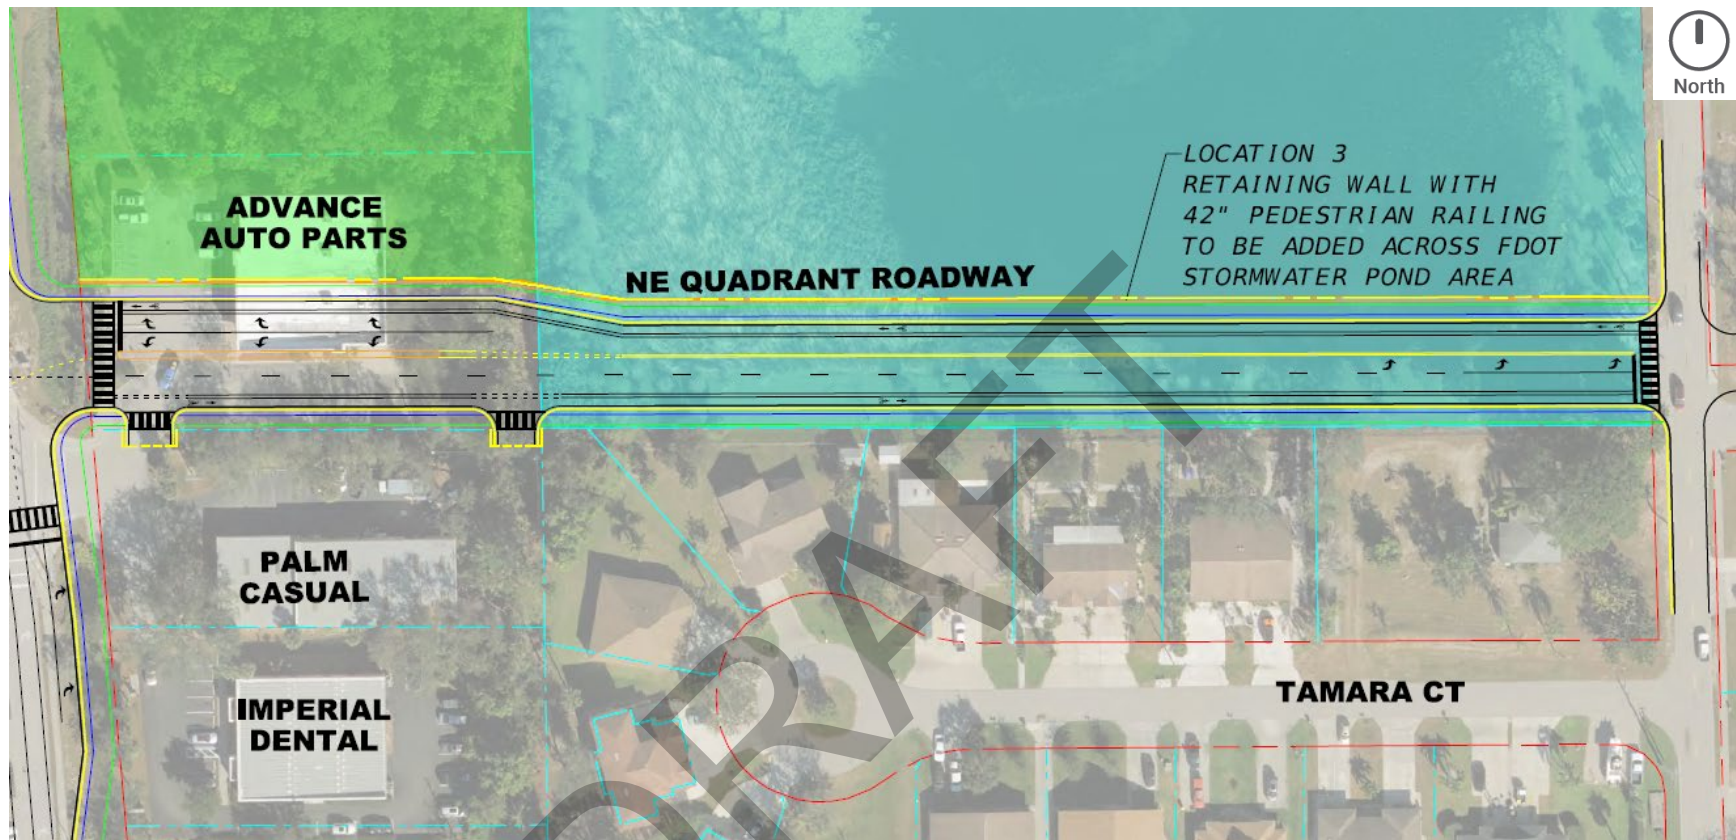 North
LOCATION 3
RETAINING WALL WITH
42" PEDESTRIAN RAILING
TO BE ADDED ACROSS FDOT
STORMWATER POND AREA
ADVANCE
AUTO PARTS
NE QUADRANT ROADWAY
PALM
CASUAL
IMPERIAL
DENTAL
TAMARA CT
DRAFT